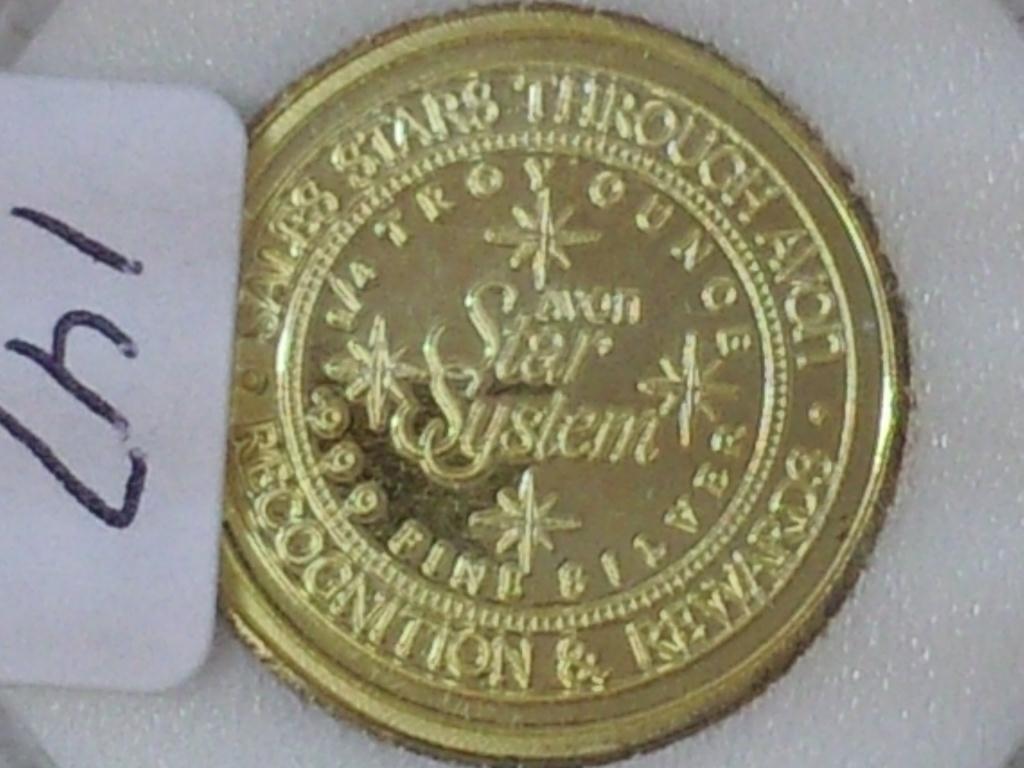 147
SALES STARS THROUGH AVON
1/4 TROY OUNCE
avon
Star
System
.999 FINE SILVER
RECOGNITION & REWARDS